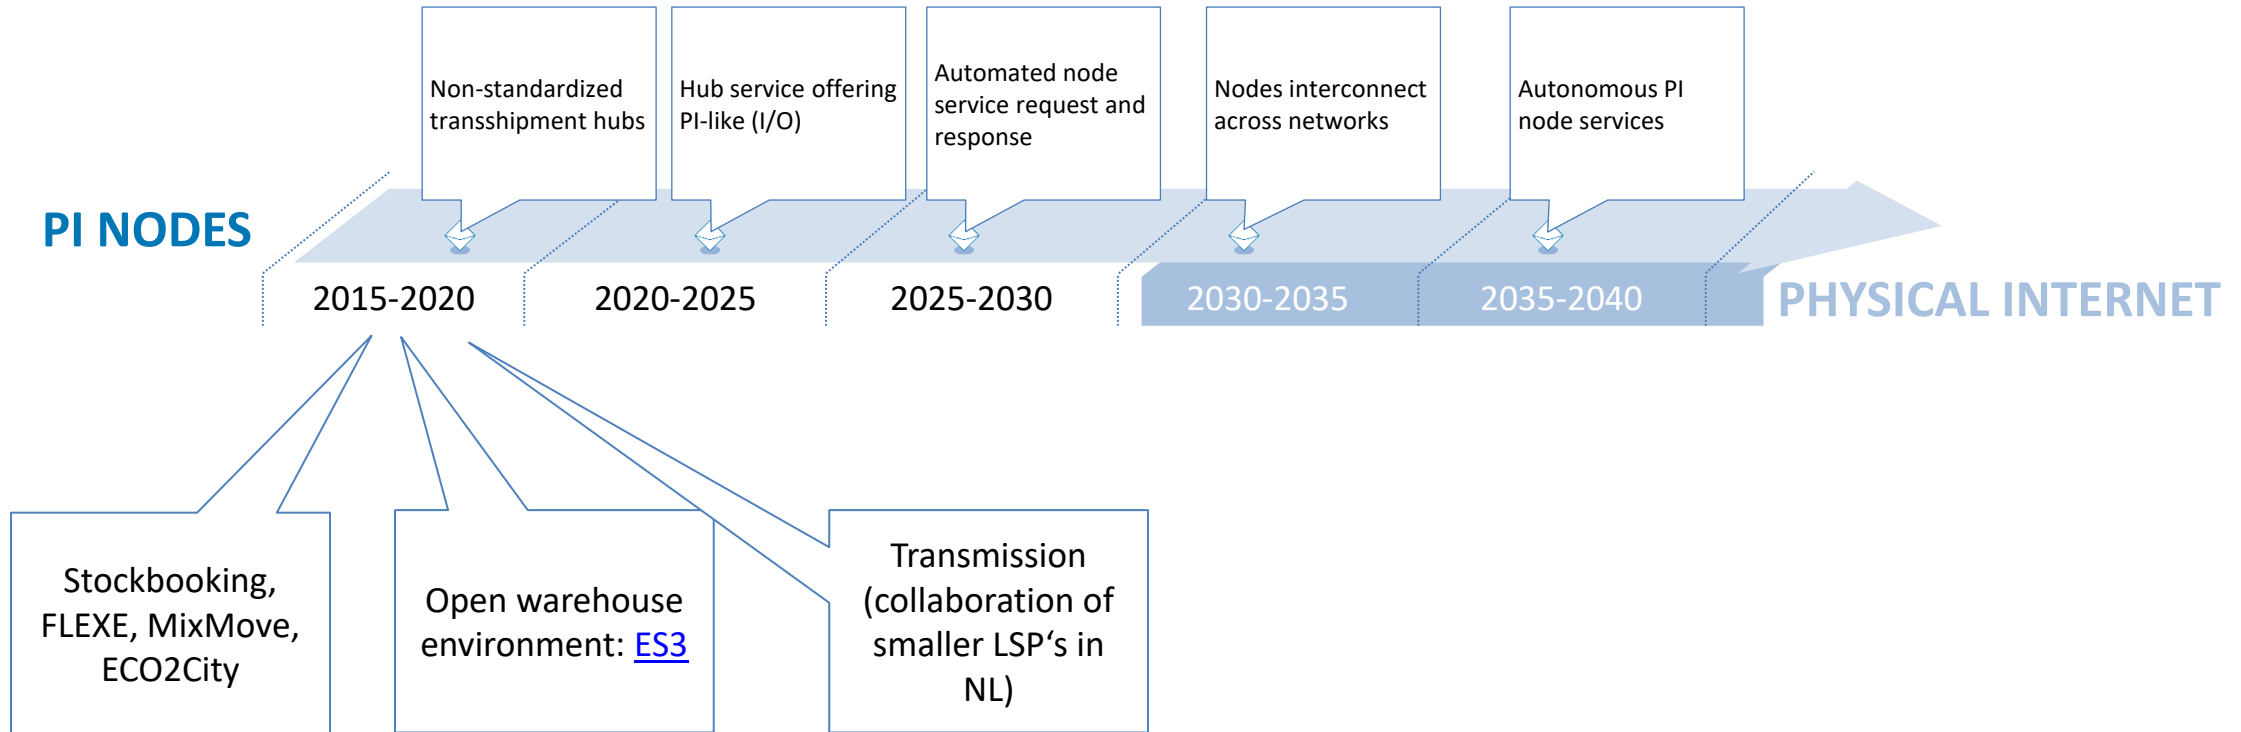 Non-standardized
transshipment hubs
Hub service offering
PI-like (I/O)
Automated node
service request and
response
Nodes interconnect
across networks
Autonomous PI
node services
PI NODES
2015-2020
2020-2025
2025-2030
2030-2035
2035-2040
PHYSICAL INTERNET
Stockbooking,
FLEXE, MixMove,
ECO2City
Open warehouse
environment: ES3
Transmission
(collaboration of
smaller LSP‘s in
NL)